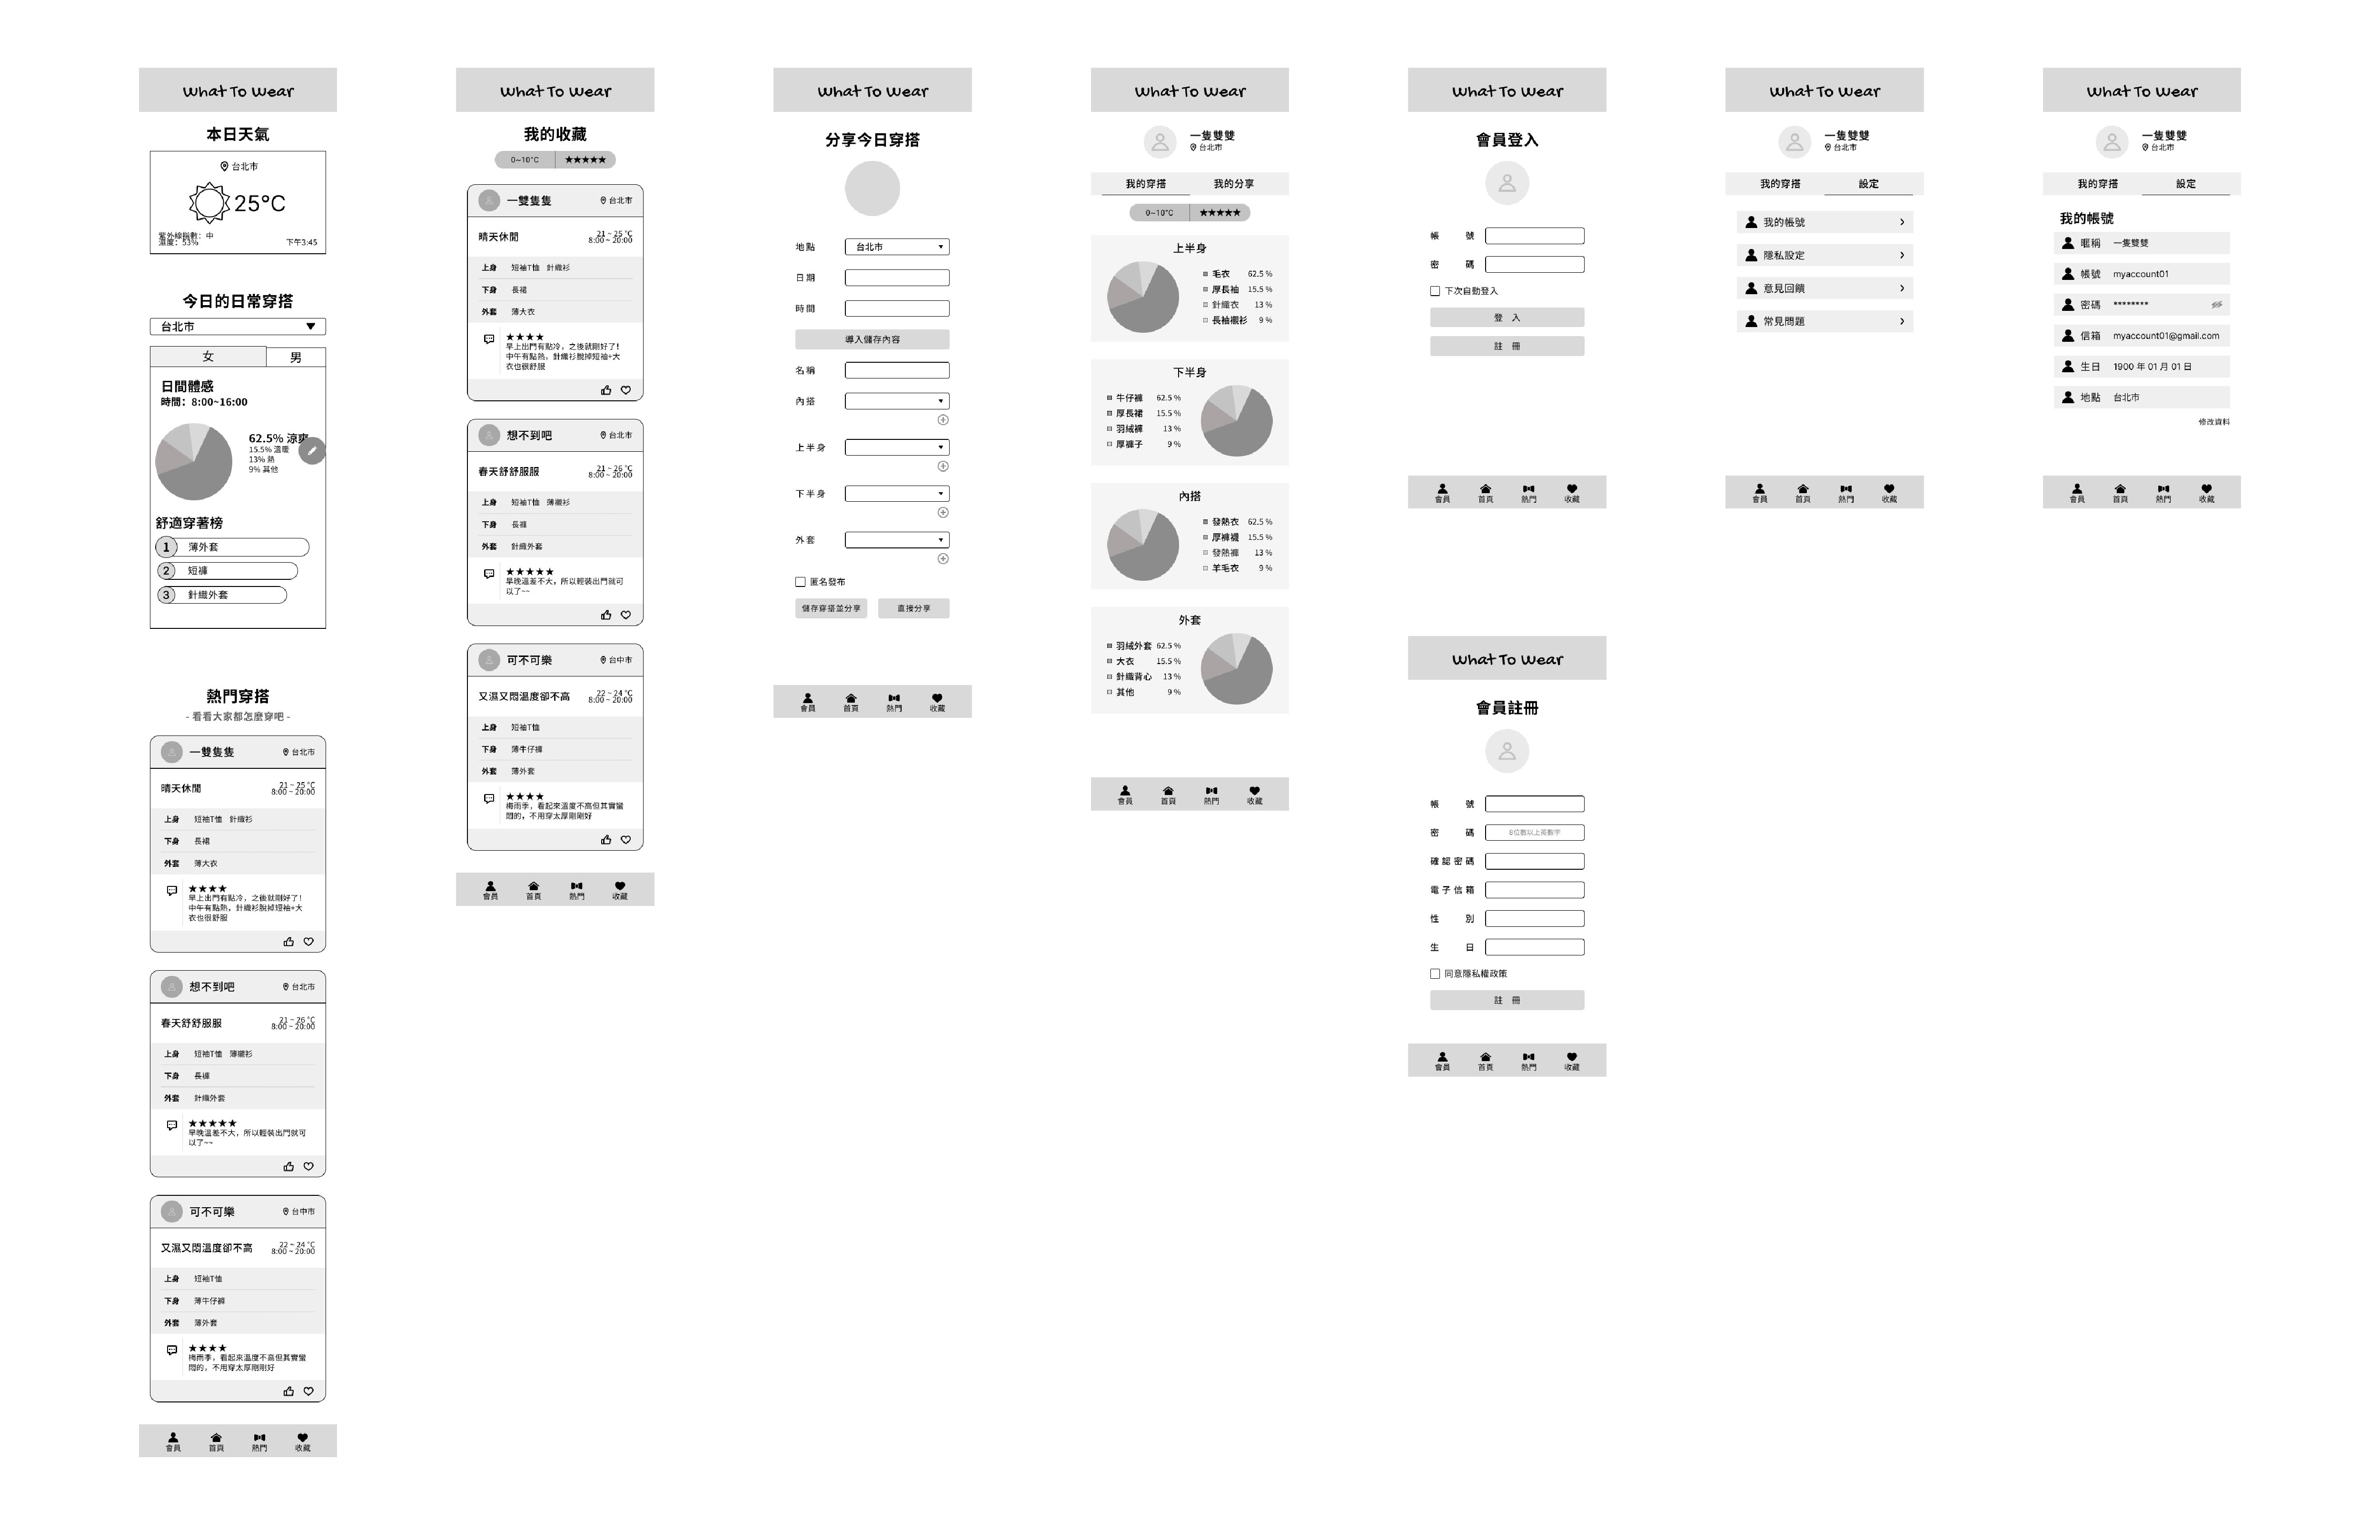 What To Wear
本日天氣
台北市
25°C
紫外線指數：中
濕度：53%
下午3:45
今日的日常穿搭
台北市
女 男
日間體感
時間：8:00~16:00
62.5% 涼爽
15.5% 溫暖
13% 熱
9% 其他
舒適穿著榜
1 薄外套
2 短褲
3 針織外套
熱門穿搭
- 看看大家都怎麼穿吧 -
一雙隻隻 台北市
晴天休閒 21 ~ 25 °C
8:00 ~ 20:00
上身 短袖T恤 針織衫
下身 長裙
外套 薄大衣
★★★★
早上出門有點冷，之後就剛好了！
中午有點熱，針織衫脫掉短袖+大
衣也很舒服
想不到吧 台北市
春天舒舒服服 21 ~ 26 °C
8:00 ~ 20:00
上身 短袖T恤 薄襯衫
下身 長褲
外套 針織外套
★★★★★
早晚溫差不大，所以輕裝出門就可
以了~~
可不可樂 台中市
又濕又悶溫度卻不高 22 ~ 24 °C
8:00 ~ 20:00
上身 短袖T恤
下身 薄牛仔褲
外套 薄外套
★★★★
梅雨季，看起來溫度不高但其實蠻
悶的，不用穿太厚剛剛好
會員 首頁 熱門 收藏
What To Wear
我的收藏
0~10°C ★★★★★
一雙隻隻 台北市
晴天休閒 21 ~ 25 °C
8:00 ~ 20:00
上身 短袖T恤 針織衫
下身 長裙
外套 薄大衣
★★★★
早上出門有點冷，之後就剛好了！
中午有點熱，針織衫脫掉短袖+大
衣也很舒服
想不到吧 台北市
春天舒舒服服 21 ~ 26 °C
8:00 ~ 20:00
上身 短袖T恤 薄襯衫
下身 長褲
外套 針織外套
★★★★★
早晚溫差不大，所以輕裝出門就可
以了~~
可不可樂 台中市
又濕又悶溫度卻不高 22 ~ 24 °C
8:00 ~ 20:00
上身 短袖T恤
下身 薄牛仔褲
外套 薄外套
★★★★
梅雨季，看起來溫度不高但其實蠻
悶的，不用穿太厚剛剛好
會員 首頁 熱門 收藏
What To Wear
分享今日穿搭
地點 台北市
日期
時間
導入儲存內容
名稱
內搭
上半身
下半身
外套
匿名發布
儲存穿搭並分享 直接分享
會員 首頁 熱門 收藏
What To Wear
一隻雙雙
台北市
我的穿搭 我的分享
0~10°C ★★★★★
上半身
毛衣 62.5 %
厚長袖 15.5 %
針織衣 13 %
長袖襯衫 9 %
下半身
牛仔褲 62.5 %
厚長裙 15.5 %
羽絨褲 13 %
厚褲子 9 %
內搭
發熱衣 62.5 %
厚褲襪 15.5 %
發熱褲 13 %
羊毛衣 9 %
外套
羽絨外套 62.5 %
大衣 15.5 %
針織背心 13 %
其他 9 %
會員 首頁 熱門 收藏
What To Wear
會員登入
帳號
密碼
下次自動登入
登 入
註 冊
會員 首頁 熱門 收藏
What To Wear
會員註冊
帳號
密碼 8位數以上英數字
確認密碼
電子信箱
性別
生日
同意隱私權政策
註 冊
會員 首頁 熱門 收藏
What To Wear
一隻雙雙
台北市
我的穿搭 設定
我的帳號
隱私設定
意見回饋
常見問題
會員 首頁 熱門 收藏
What To Wear
一隻雙雙
台北市
我的穿搭 設定
我的帳號
暱稱 一隻雙雙
帳號 myaccount01
密碼 ********
信箱 myaccount01@gmail.com
生日 1900 年 01 月 01 日
地點 台北市
修改資料
會員 首頁 熱門 收藏